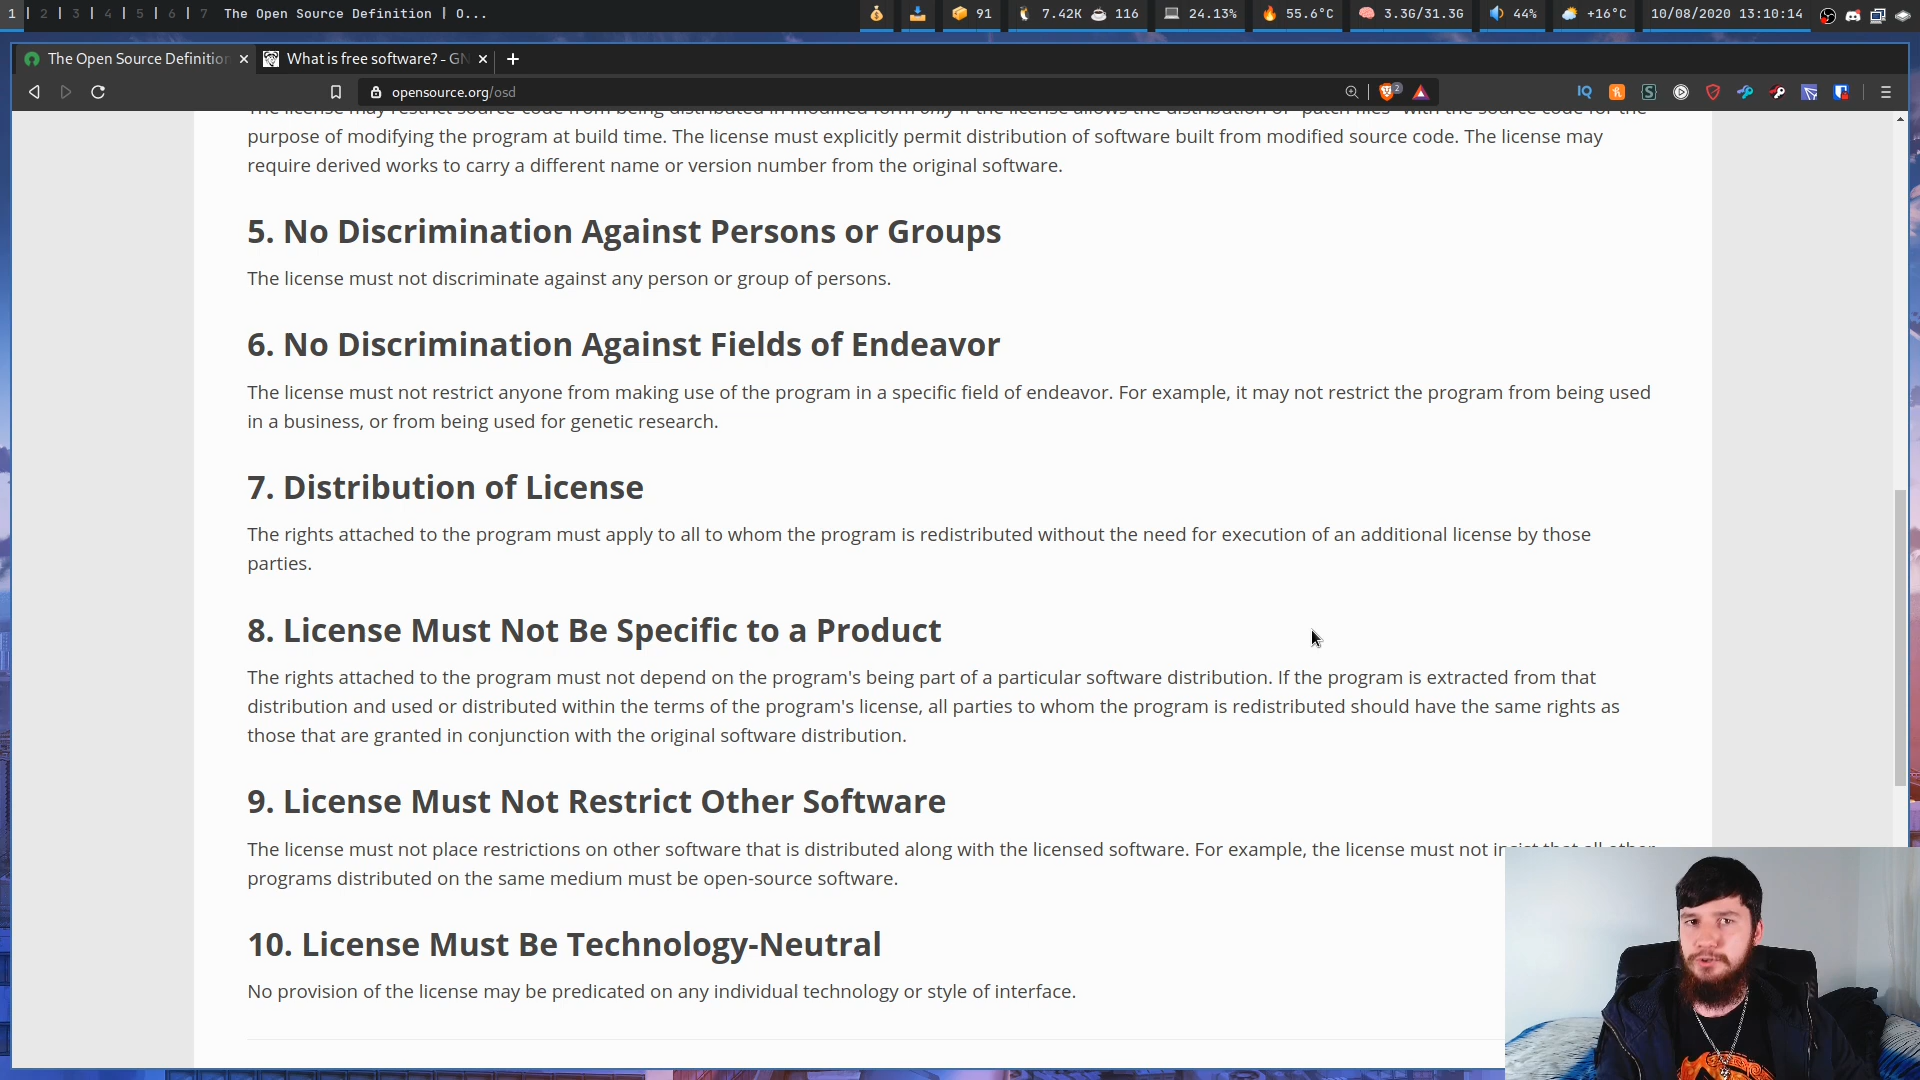 1 | 2 | 3 | 4 | 5 | 6 | 7 The Open Source Definition | O...
91 7.42K 116 24.13% 55.6°C 3.3G/31.3G 44% +16°C 10/08/2020 13:10:14
The Open Source Definition What is free software? - GN
opensource.org/osd
2
IQ
The license may restrict source-code from being distributed in modified form only if the license allows the distribution of "patch files" with the source code for the
purpose of modifying the program at build time. The license must explicitly permit distribution of software built from modified source code. The license may
require derived works to carry a different name or version number from the original software.
5. No Discrimination Against Persons or Groups
The license must not discriminate against any person or group of persons.
6. No Discrimination Against Fields of Endeavor
The license must not restrict anyone from making use of the program in a specific field of endeavor. For example, it may not restrict the program from being used
in a business, or from being used for genetic research.
7. Distribution of License
The rights attached to the program must apply to all to whom the program is redistributed without the need for execution of an additional license by those
parties.
8. License Must Not Be Specific to a Product
The rights attached to the program must not depend on the program's being part of a particular software distribution. If the program is extracted from that
distribution and used or distributed within the terms of the program's license, all parties to whom the program is redistributed should have the same rights as
those that are granted in conjunction with the original software distribution.
9. License Must Not Restrict Other Software
The license must not place restrictions on other software that is distributed along with the licensed software. For example, the license must not insist that all other
programs distributed on the same medium must be open-source software.
10. License Must Be Technology-Neutral
No provision of the license may be predicated on any individual technology or style of interface.